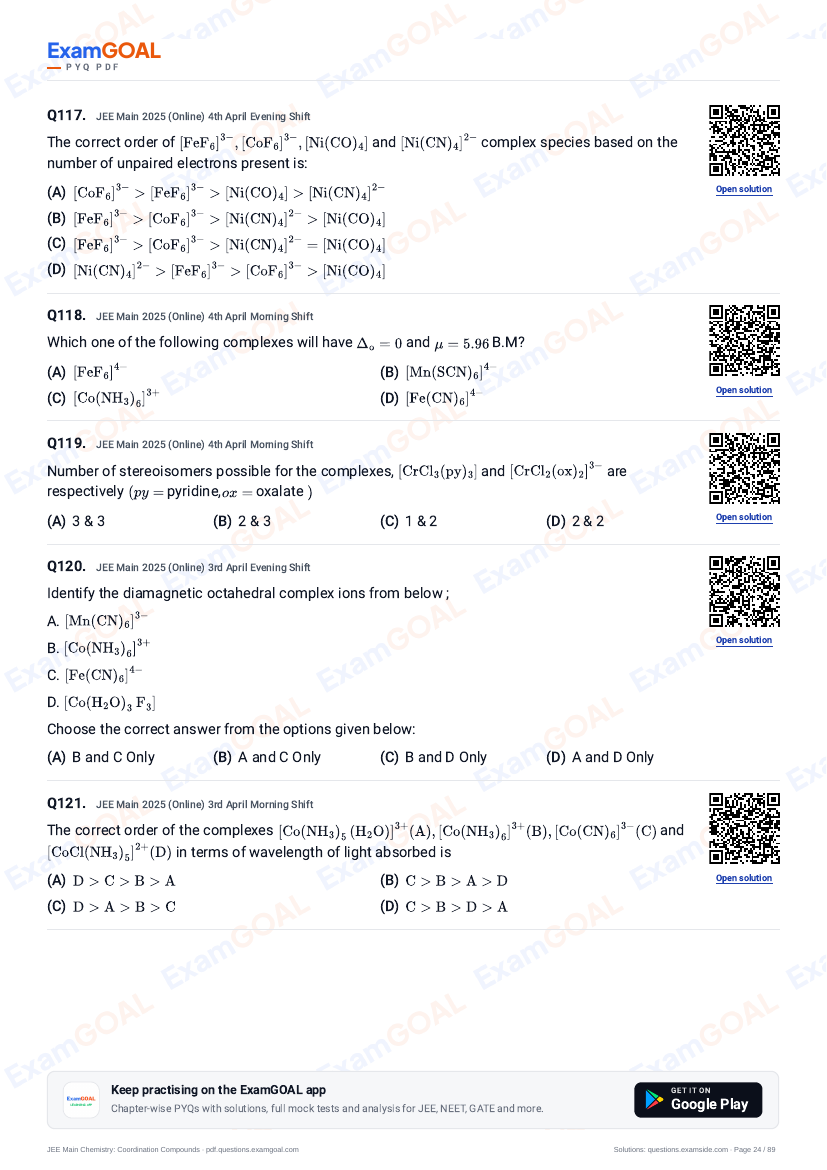 ExamGOAL
PYQ PDF
Q117. JEE Main 2025 (Online) 4th April Evening Shift
The correct order of [FeF₆]³⁻, [CoF₆]³⁻, [Ni(CO)₄] and [Ni(CN)₄]²⁻ complex species based on the
number of unpaired electrons present is:
Open solution
(A) [CoF₆]³⁻ > [FeF₆]³⁻ > [Ni(CO)₄] > [Ni(CN)₄]²⁻
(B) [FeF₆]³⁻ > [CoF₆]³⁻ > [Ni(CN)₄]²⁻ > [Ni(CO)₄]
(C) [FeF₆]³⁻ > [CoF₆]³⁻ > [Ni(CN)₄]²⁻ = [Ni(CO)₄]
(D) [Ni(CN)₄]²⁻ > [FeF₆]³⁻ > [CoF₆]³⁻ > [Ni(CO)₄]
Q118. JEE Main 2025 (Online) 4th April Morning Shift
Which one of the following complexes will have Δₒ = 0 and μ = 5.96 B.M?
(A) [FeF₆]⁴⁻ (B) [Mn(SCN)₆]⁴⁻
Open solution
(C) [Co(NH₃)₆]³⁺ (D) [Fe(CN)₆]⁴⁻
Q119. JEE Main 2025 (Online) 4th April Morning Shift
Number of stereoisomers possible for the complexes, [CrCl₃(py)₃] and [CrCl₂(ox)₂]³⁻ are
respectively (py = pyridine, ox = oxalate )
(A) 3 & 3 (B) 2 & 3 (C) 1 & 2 (D) 2 & 2
Open solution
Q120. JEE Main 2025 (Online) 3rd April Evening Shift
Identify the diamagnetic octahedral complex ions from below ;
A. [Mn(CN)₆]³⁻
Open solution
B. [Co(NH₃)₆]³⁺
C. [Fe(CN)₆]⁴⁻
D. [Co(H₂O)₃ F₃]
Choose the correct answer from the options given below:
(A) B and C Only (B) A and C Only (C) B and D Only (D) A and D Only
Q121. JEE Main 2025 (Online) 3rd April Morning Shift
The correct order of the complexes [Co(NH₃)₅ (H₂O)]³⁺(A), [Co(NH₃)₆]³⁺(B), [Co(CN)₆]³⁻(C) and
[CoCl(NH₃)₅]²⁺(D) in terms of wavelength of light absorbed is
(A) D > C > B > A (B) C > B > A > D
Open solution
(C) D > A > B > C (D) C > B > D > A
ExamGOAL
Keep practising on the ExamGOAL app
Chapter-wise PYQs with solutions, full mock tests and analysis for JEE, NEET, GATE and more.
GET IT ON
Google Play
JEE Main Chemistry: Coordination Compounds · pdf.questions.examgoal.com Solutions: questions.examside.com · Page 24 / 89